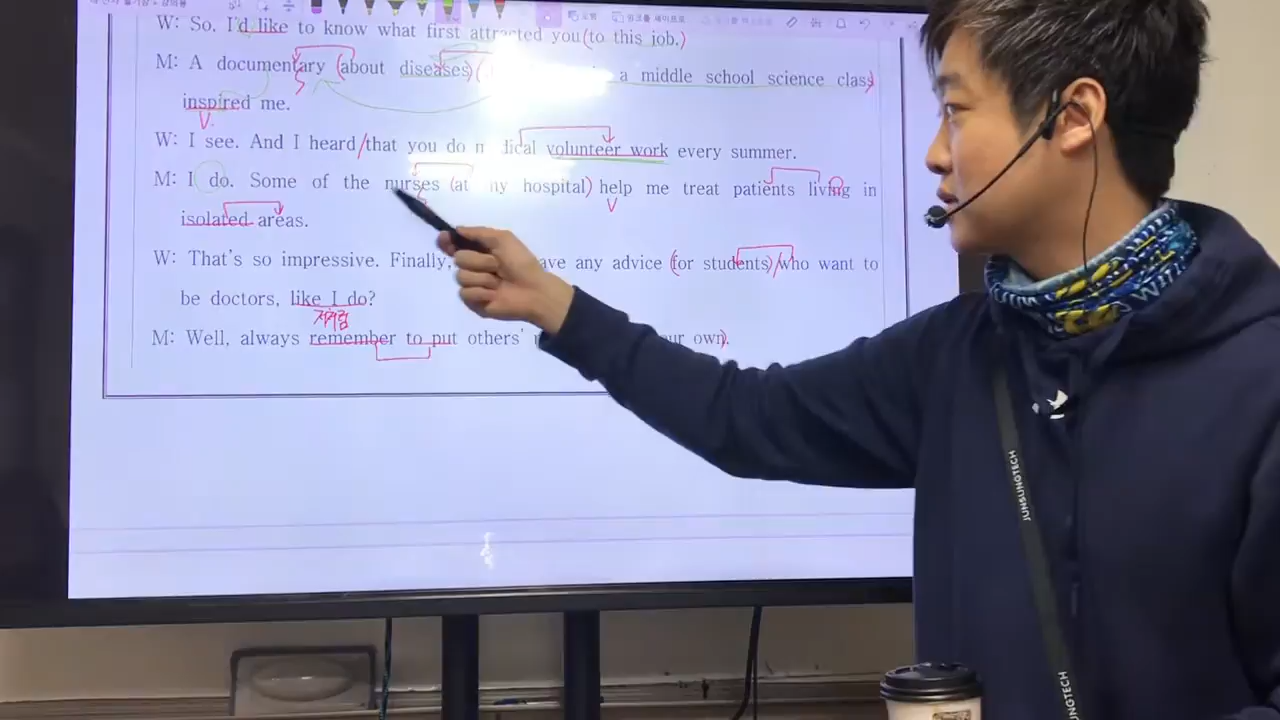 W: So, I'd like to know what first attracted you (to this job.)
M: A documentary (about diseases) ( a middle school science class)
inspired me.
V.
W: I see. And I heard/that you do volunteer work every summer.
M: I do. Some of the nurses (at my hospital) help me treat patients living in
V
isolated areas.
W: That's so impressive. Finally, any advice (for students)/who want to
be doctors, like I do?
저처럼
M: Well, always remember to put others' own).
JUNSUNGTECH
JUNSUNGTECH